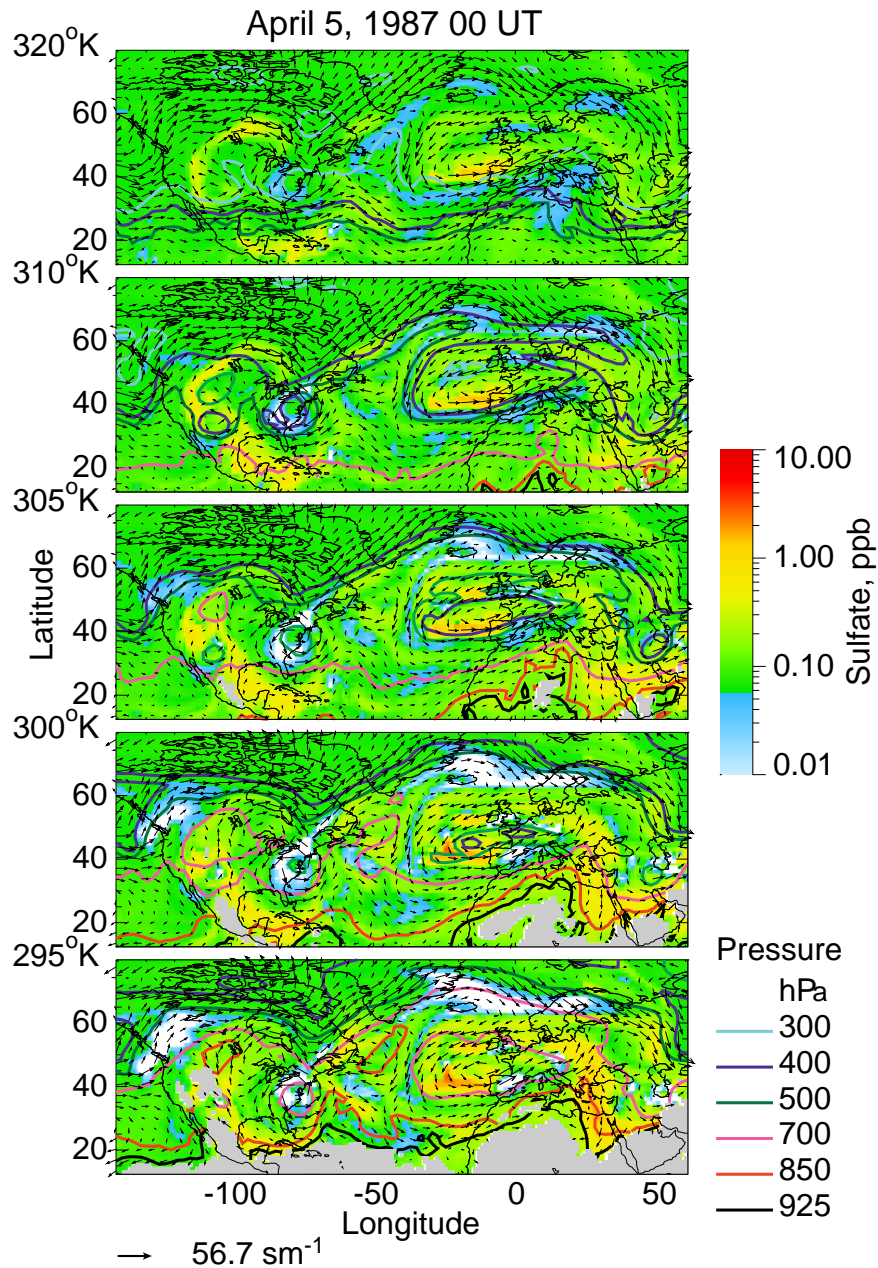 April 5, 1987 00 UT
320°K
60
40
20
310°K
60
40
20
305°K
60
40
20
300°K
60
40
20
295°K
60
40
20
Latitude
-100 -50 0 50
Longitude
56.7 sm⁻¹
10.00
1.00
0.10
0.01
Sulfate, ppb
Pressure
hPa
300
400
500
700
850
925